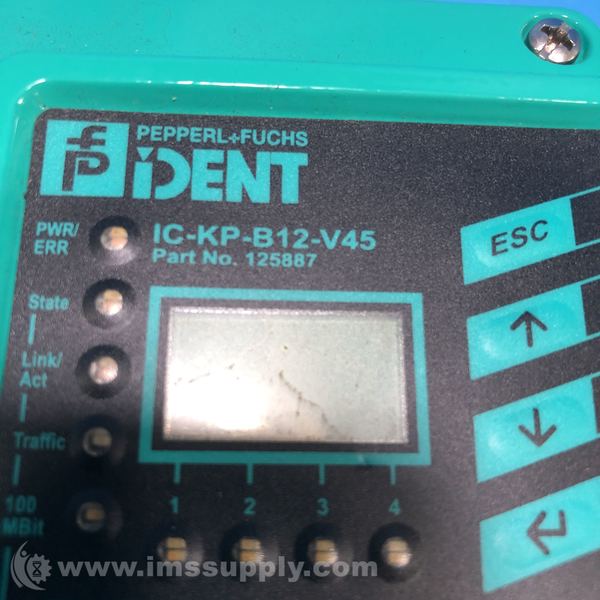 PEPPERL+FUCHS
IDENT
IC-KP-B12-V45
Part No. 125887
PWR/
ERR
State
Link/
Act
Traffic
100
MBit
1 2 3 4
ESC
www.imssupply.com